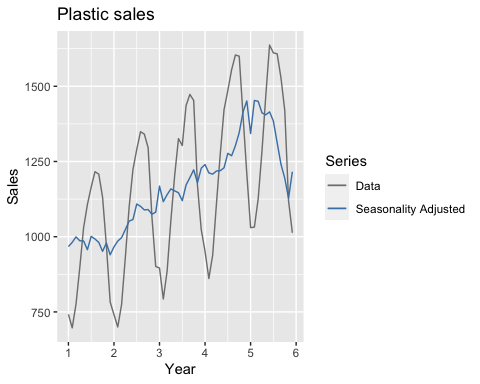 Plastic sales
1500
1250
1000
750
Sales
1 2 3 4 5 6
Year
Series
Data
Seasonality Adjusted